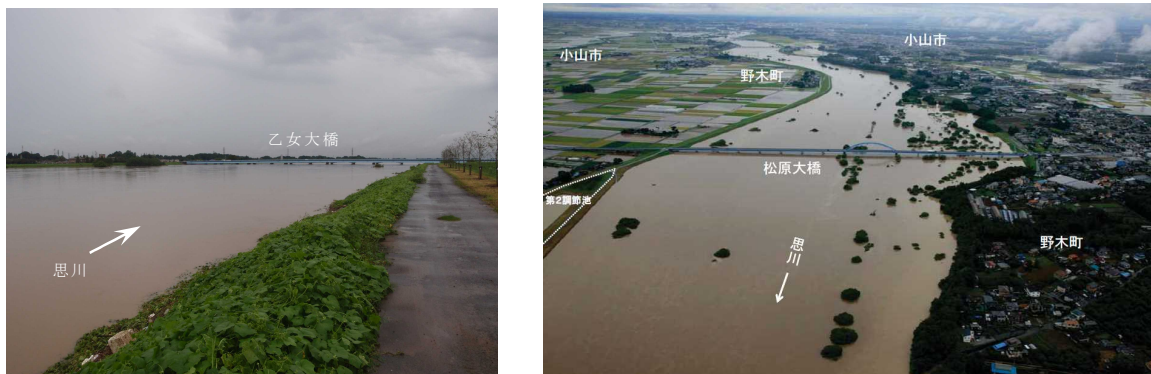 乙女大橋
思川
小山市
小山市
野木町
松原大橋
第2調節池
思川
野木町